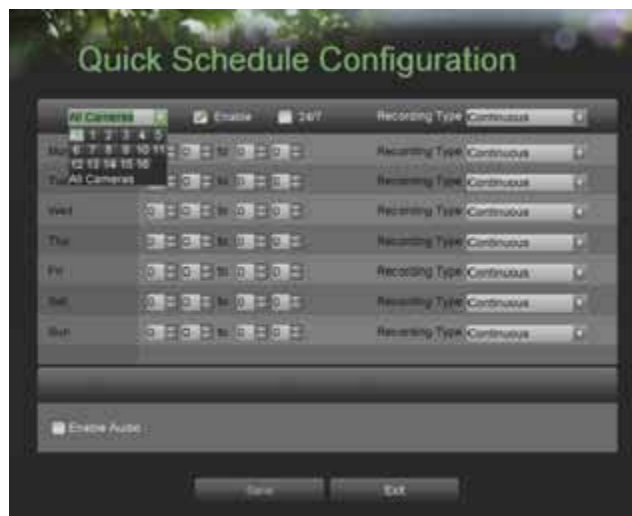 Quick Schedule Configuration
All Cameras Enable 24/7 Recording Type Continuous
All 1 2 3 4 5
6 7 8 9 10 11
12 13 14 15 16
All Cameras
Mon 0 to 0 0 Recording Type Continuous
Tue 0 to 0 0 Recording Type Continuous
Wed 0 0 to 0 0 Recording Type Continuous
Thu 0 0 to 0 0 Recording Type Continuous
Fri 0 0 to 0 0 Recording Type Continuous
Sat 0 0 to 0 0 Recording Type Continuous
Sun 0 0 to 0 0 Recording Type Continuous
Enable Audio
Save Exit